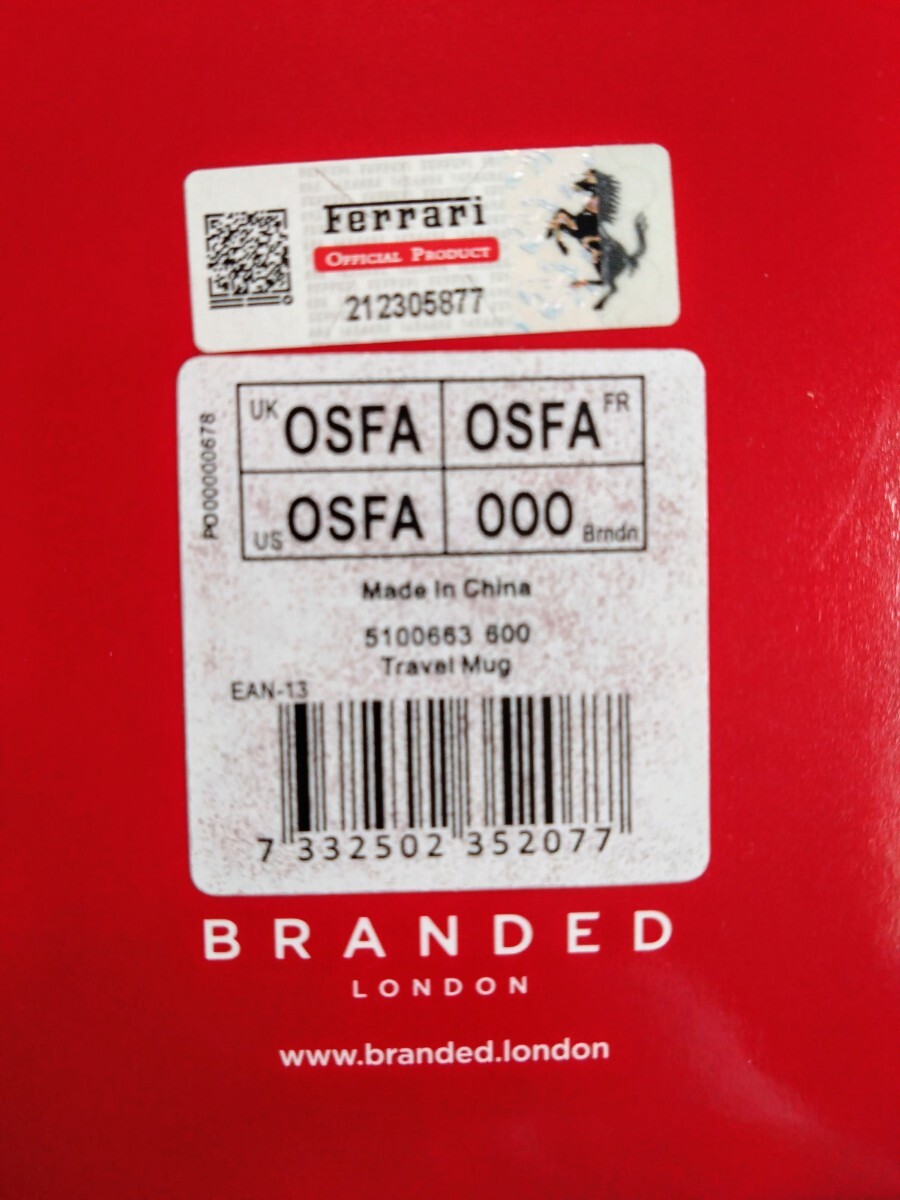 Ferrari
OFFICIAL PRODUCT
212305877
PO00000678
UK OSFA OSFA FR
US OSFA 000 Brndn
Made In China
5100663 600
Travel Mug
EAN-13
7 332502 352077
BRANDED
LONDON
www.branded.london